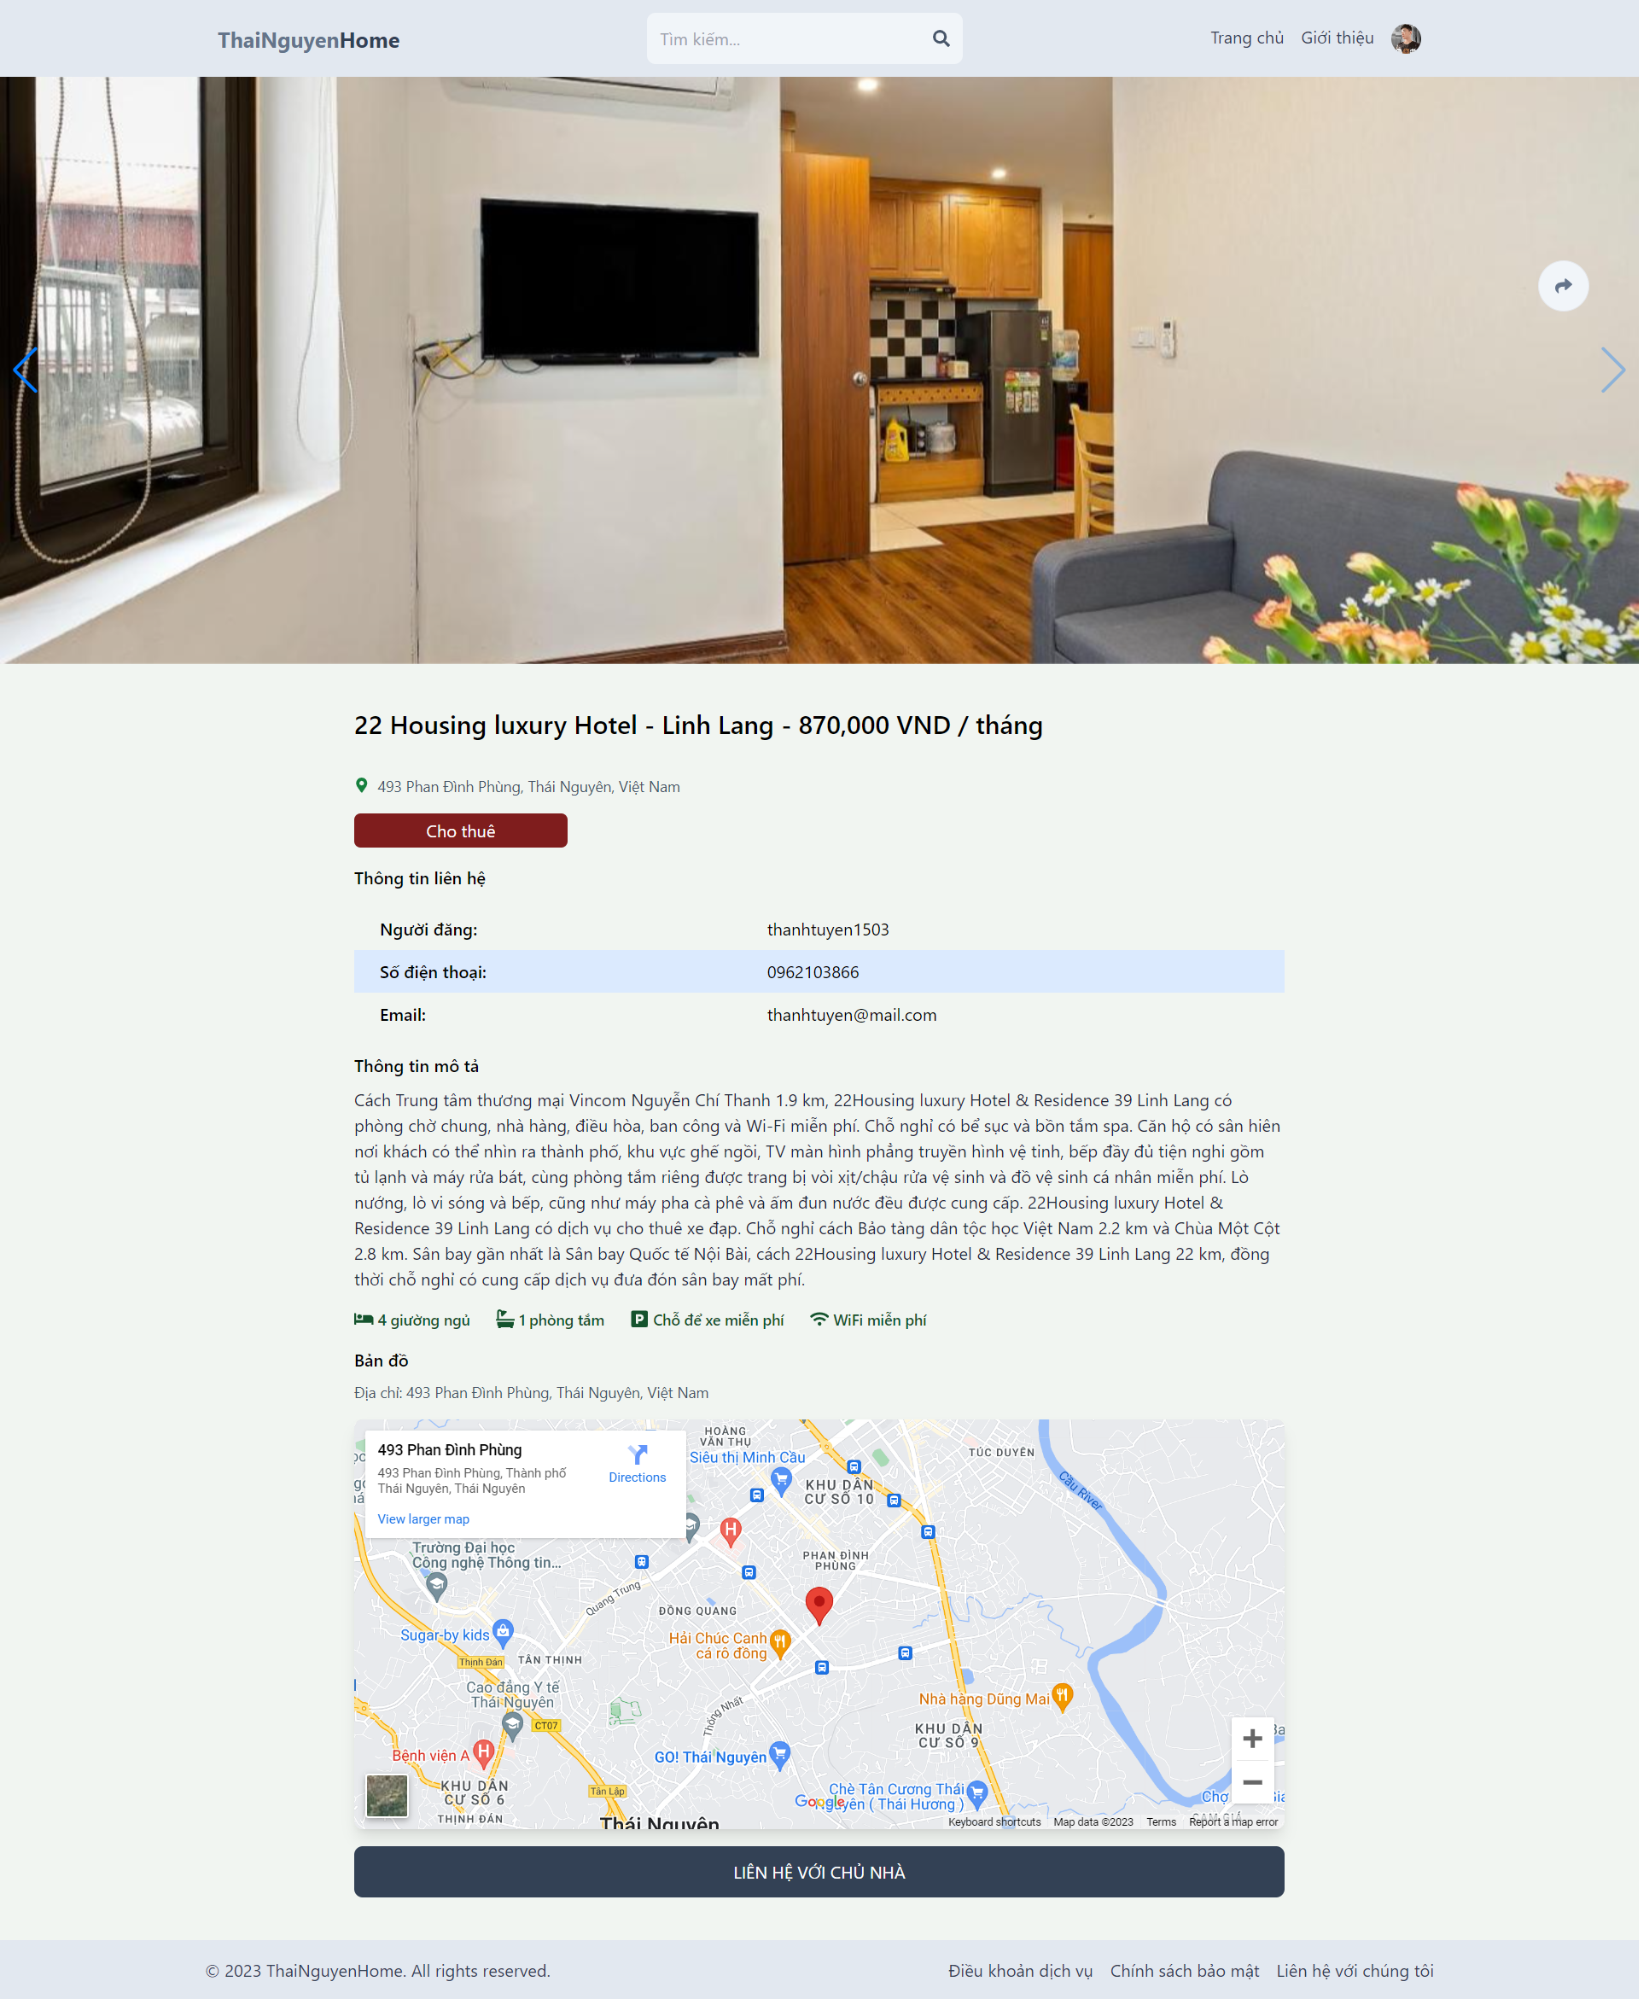 ThaiNguyenHome
Tìm kiếm...
Trang chủ
Giới thiệu
22 Housing luxury Hotel - Linh Lang - 870,000 VND / tháng
493 Phan Đình Phùng, Thái Nguyên, Việt Nam
Cho thuê
Thông tin liên hệ
Người đăng: thanhtuyen1503
Số điện thoại: 0962103866
Email: thanhtuyen@mail.com
Thông tin mô tả
Cách Trung tâm thương mại Vincom Nguyễn Chí Thanh 1.9 km, 22Housing luxury Hotel & Residence 39 Linh Lang có
phòng chờ chung, nhà hàng, điều hòa, ban công và Wi-Fi miễn phí. Chỗ nghỉ có bể sục và bồn tắm spa. Căn hộ có sân hiên
nơi khách có thể nhìn ra thành phố, khu vực ghế ngồi, TV màn hình phẳng truyền hình vệ tinh, bếp đầy đủ tiện nghi gồm
tủ lạnh và máy rửa bát, cùng phòng tắm riêng được trang bị vòi xịt/chậu rửa vệ sinh và đồ vệ sinh cá nhân miễn phí. Lò
nướng, lò vi sóng và bếp, cũng như máy pha cà phê và ấm đun nước đều được cung cấp. 22Housing luxury Hotel &
Residence 39 Linh Lang có dịch vụ cho thuê xe đạp. Chỗ nghỉ cách Bảo tàng dân tộc học Việt Nam 2.2 km và Chùa Một Cột
2.8 km. Sân bay gần nhất là Sân bay Quốc tế Nội Bài, cách 22Housing luxury Hotel & Residence 39 Linh Lang 22 km, đồng
thời chỗ nghỉ có cung cấp dịch vụ đưa đón sân bay mất phí.
4 giường ngủ
1 phòng tắm
Chỗ để xe miễn phí
WiFi miễn phí
Bản đồ
Địa chỉ: 493 Phan Đình Phùng, Thái Nguyên, Việt Nam
493 Phan Đình Phùng
493 Phan Đình Phùng, Thành phố
Thái Nguyên, Thái Nguyên
Directions
View larger map
HOÀNG
VĂN THỤ
Siêu thị Minh Cầu
TÚC DUYÊN
KHU DÂN
CƯ SỐ 10
Cầu River
Trường Đại học
Công nghệ Thông tin...
PHAN ĐÌNH
PHÙNG
Quang Trung
ĐỒNG QUANG
Sugar-by kids
Hải Chúc Canh
cá rô đồng
Thịnh Đán
TÂN THỊNH
Cao đẳng Y tế
Thái Nguyên
Nhà hàng Dũng Mai
Thống Nhất
CT07
KHU DÂN
CƯ SỐ 9
Bệnh viện A
GO! Thái Nguyên
KHU DÂN
CƯ SỐ 6
Tân Lập
Chè Tân Cương Thái
Nguyên ( Thái Hương )
Chợ
Google
THỊNH ĐÁN
Thái Nguyên
CAM GIÁ
Keyboard shortcuts
Map data ©2023
Terms
Report a map error
LIÊN HỆ VỚI CHỦ NHÀ
© 2023 ThaiNguyenHome. All rights reserved.
Điều khoản dịch vụ
Chính sách bảo mật
Liên hệ với chúng tôi